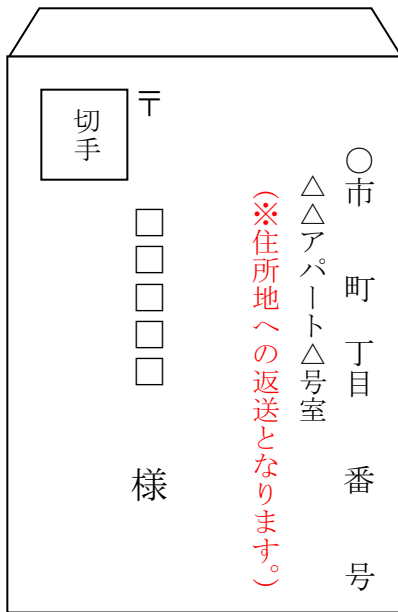 〒
切手
○市　町　丁目　番　号
△△アパート△号室
(※住所地への返送となります。)
□□□□□　様